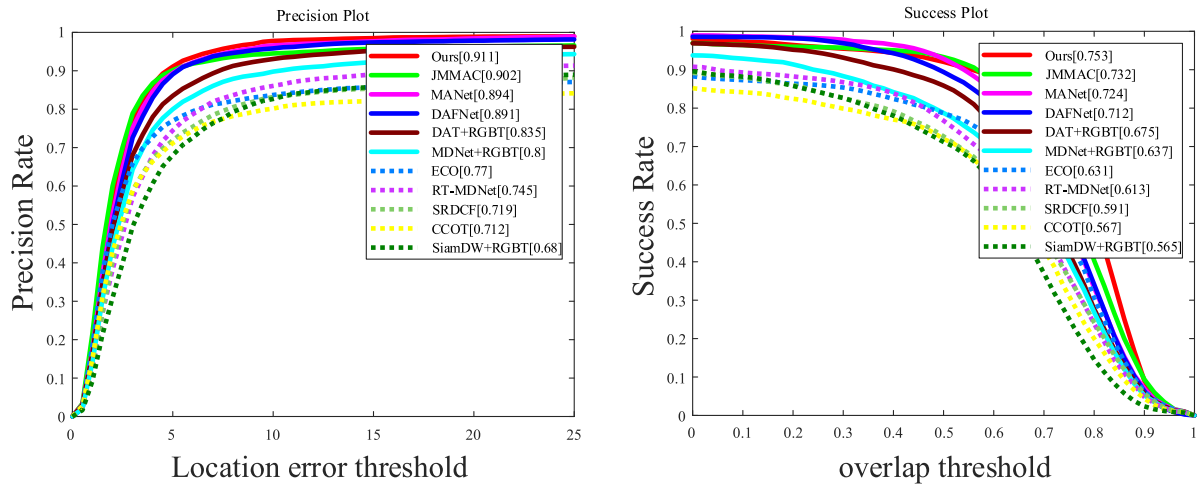 Precision Plot
1
0.9
0.8
0.7
0.6
0.5
0.4
0.3
0.2
0.1
0
0 5 10 15 20 25
Precision Rate
Location error threshold
Ours[0.911]
JMMAC[0.902]
MANet[0.894]
DAFNet[0.891]
DAT+RGBT[0.835]
MDNet+RGBT[0.8]
ECO[0.77]
RT-MDNet[0.745]
SRDCF[0.719]
CCOT[0.712]
SiamDW+RGBT[0.68]
Success Plot
1
0.9
0.8
0.7
0.6
0.5
0.4
0.3
0.2
0.1
0
0 0.1 0.2 0.3 0.4 0.5 0.6 0.7 0.8 0.9 1
Success Rate
overlap threshold
Ours[0.753]
JMMAC[0.732]
MANet[0.724]
DAFNet[0.712]
DAT+RGBT[0.675]
MDNet+RGBT[0.637]
ECO[0.631]
RT-MDNet[0.613]
SRDCF[0.591]
CCOT[0.567]
SiamDW+RGBT[0.565]